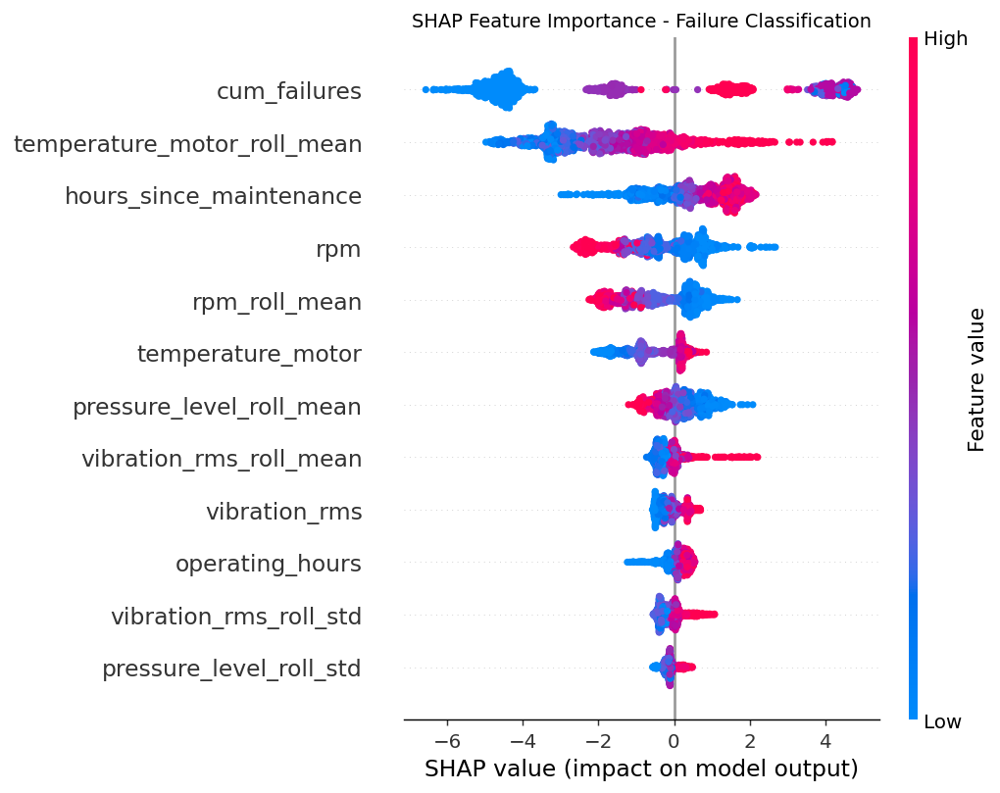 SHAP Feature Importance - Failure Classification
High
cum_failures
temperature_motor_roll_mean
hours_since_maintenance
rpm
rpm_roll_mean
temperature_motor
pressure_level_roll_mean
vibration_rms_roll_mean
vibration_rms
operating_hours
vibration_rms_roll_std
pressure_level_roll_std
Feature value
Low
−6 −4 −2 0 2 4
SHAP value (impact on model output)